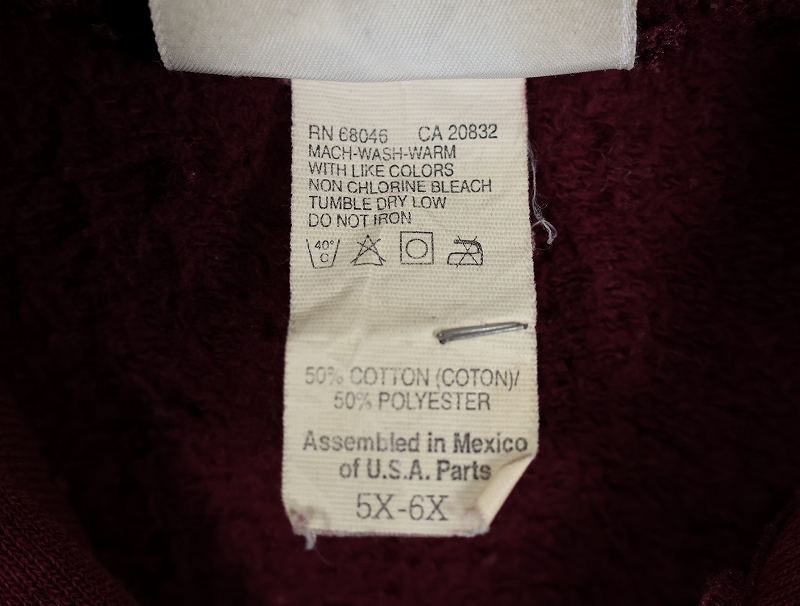 RN 68046 CA 20832
MACH-WASH-WARM
WITH LIKE COLORS
NON CHLORINE BLEACH
TUMBLE DRY LOW
DO NOT IRON
40°
C
50% COTTON (COTON)/
50% POLYESTER
Assembled in Mexico
of U.S.A. Parts
5X-6X